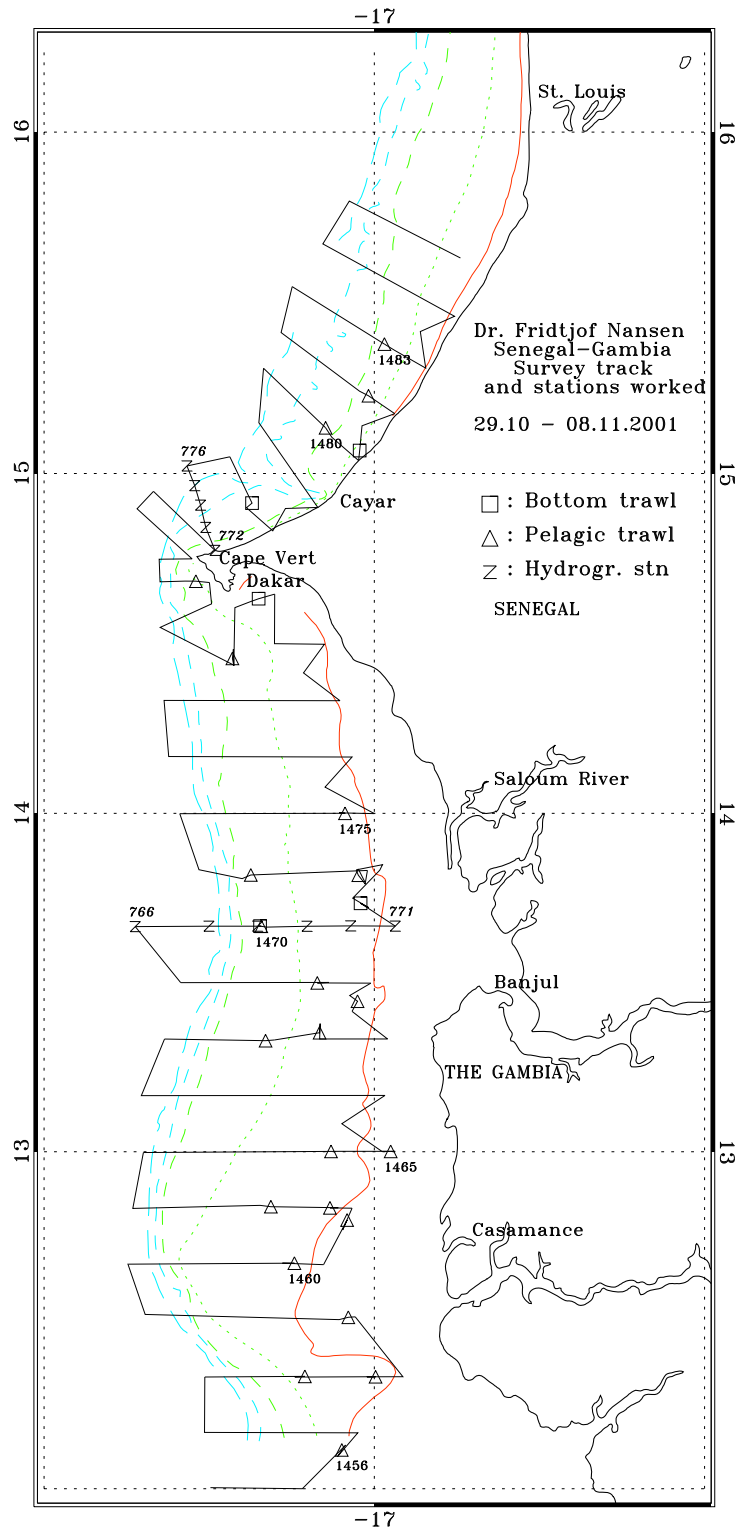 −17
St. Louis
16
16
Dr. Fridtjof Nansen
Senegal−Gambia
Survey track
and stations worked
29.10 − 08.11.2001
1483
1480
776
15
15
Cayar
□ : Bottom trawl
△ : Pelagic trawl
Z : Hydrogr. stn
772
Cape Vert
Dakar
SENEGAL
Saloum River
14
14
1475
766
771
1470
Banjul
THE GAMBIA
13
13
1465
Casamance
1460
1456
−17